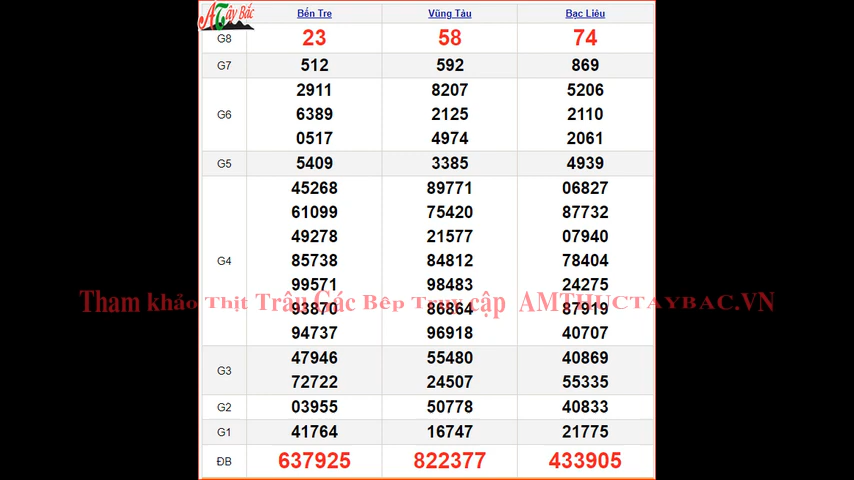 A Tây Bắc
Bến Tre Vũng Tàu Bạc Liêu
G8 23 58 74
G7 512 592 869
2911 8207 5206
G6 6389 2125 2110
0517 4974 2061
G5 5409 3385 4939
45268 89771 06827
61099 75420 87732
49278 21577 07940
G4 85738 84812 78404
99571 98483 24275
Tham khảo Thịt Trâu Gác Bếp Truy cập AMTHUCTAYBAC.VN
93870 86864 87919
94737 96918 40707
47946 55480 40869
G3
72722 24507 55335
G2 03955 50778 40833
G1 41764 16747 21775
ĐB 637925 822377 433905